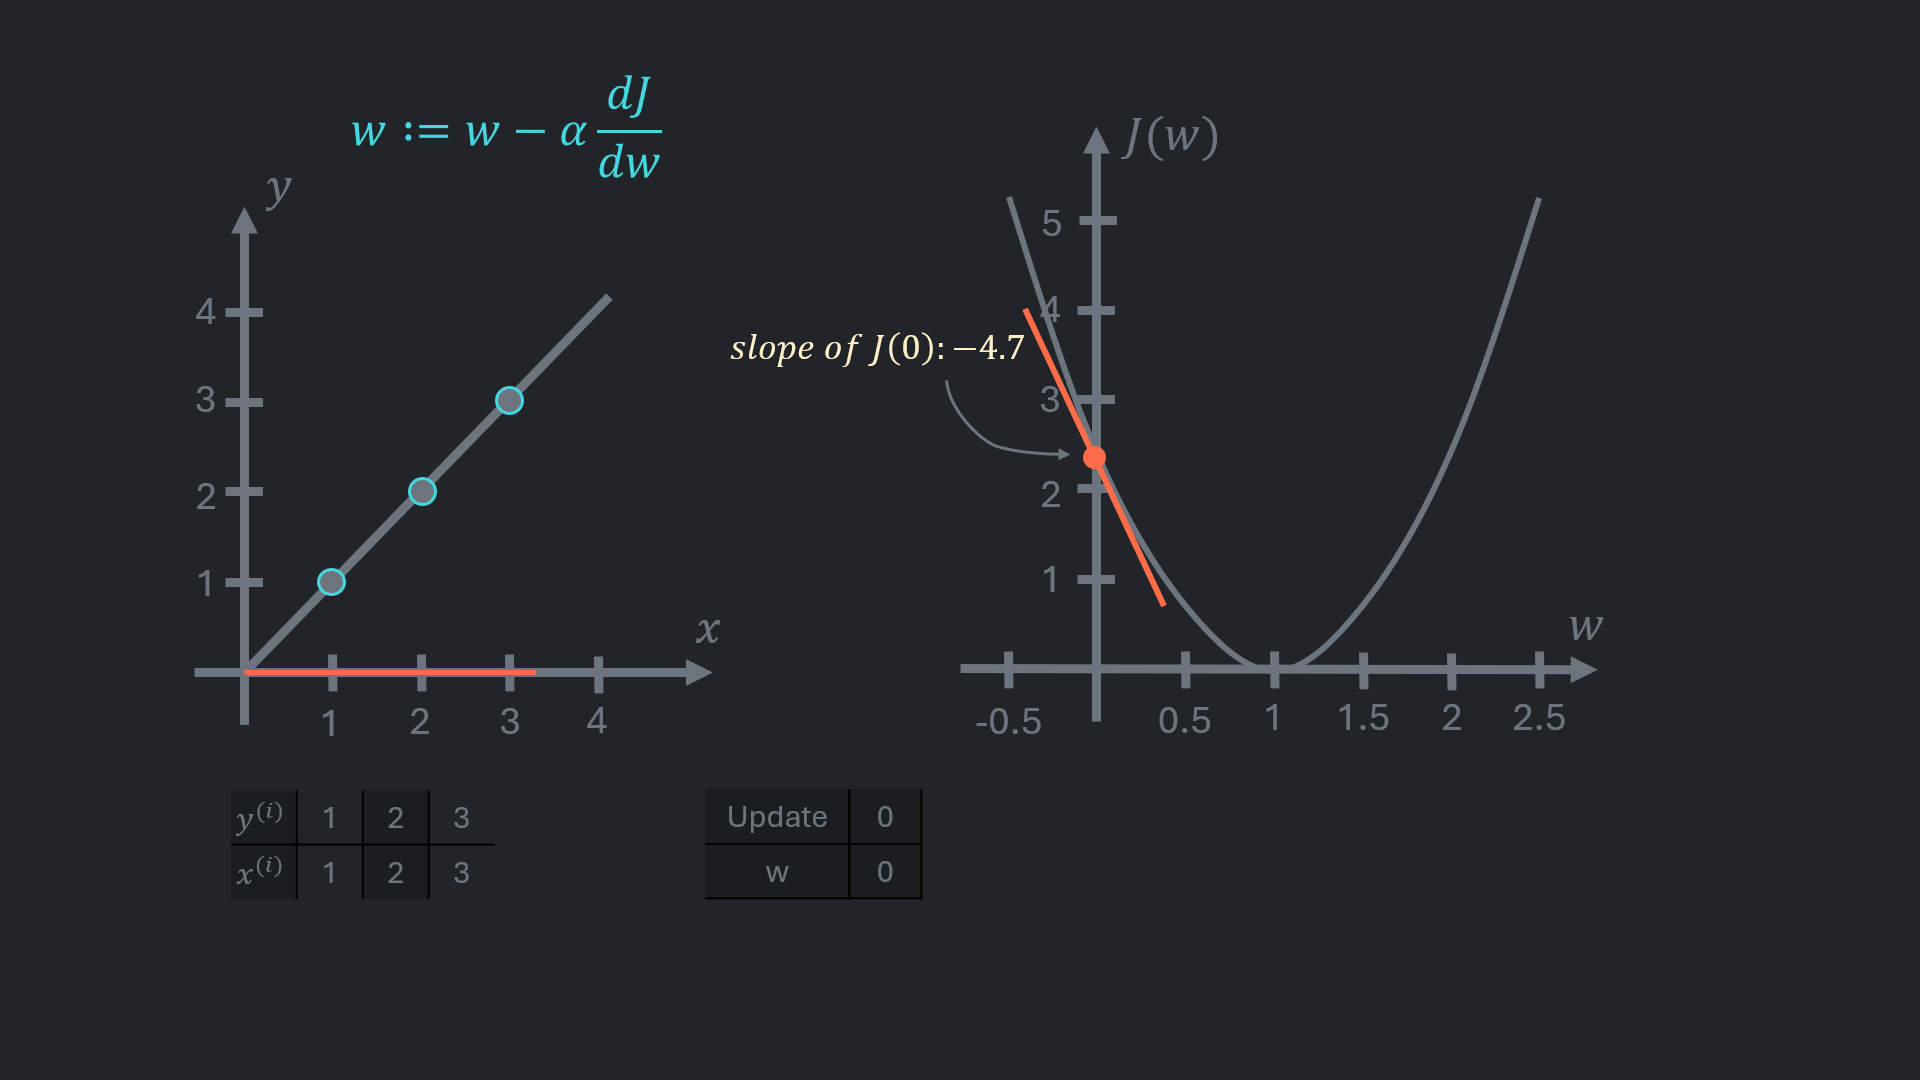 w := w − α dJ/dw
y
4
3
2
1
x
1 2 3 4
J(w)
5
4
3
2
1
slope of J(0): −4.7
w
-0.5 0.5 1 1.5 2 2.5
y^(i) 1 2 3
x^(i) 1 2 3
Update 0
w 0